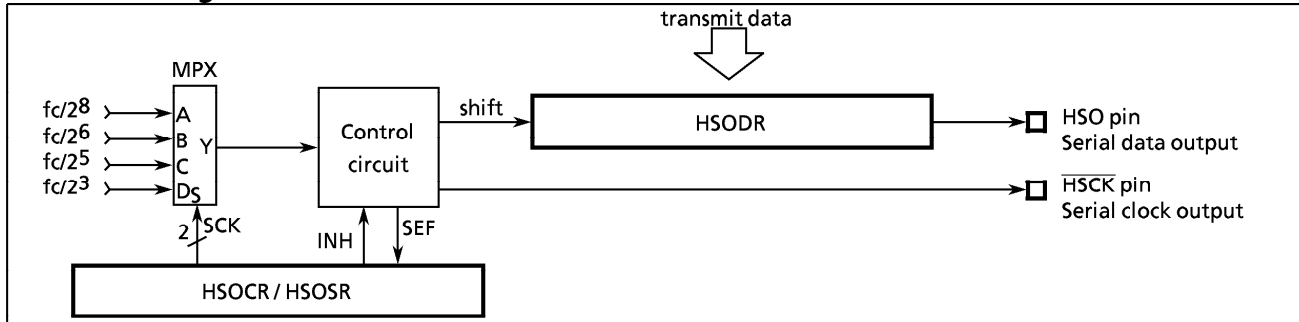 transmit data
MPX
fc/2⁸
A
fc/2⁶
B
Y
fc/2⁵
C
fc/2³
D
S
Control
circuit
shift
HSODR
HSO pin
Serial data output
H̅S̅C̅K̅ pin
Serial clock output
2
SCK
INH
SEF
HSOCR / HSOSR